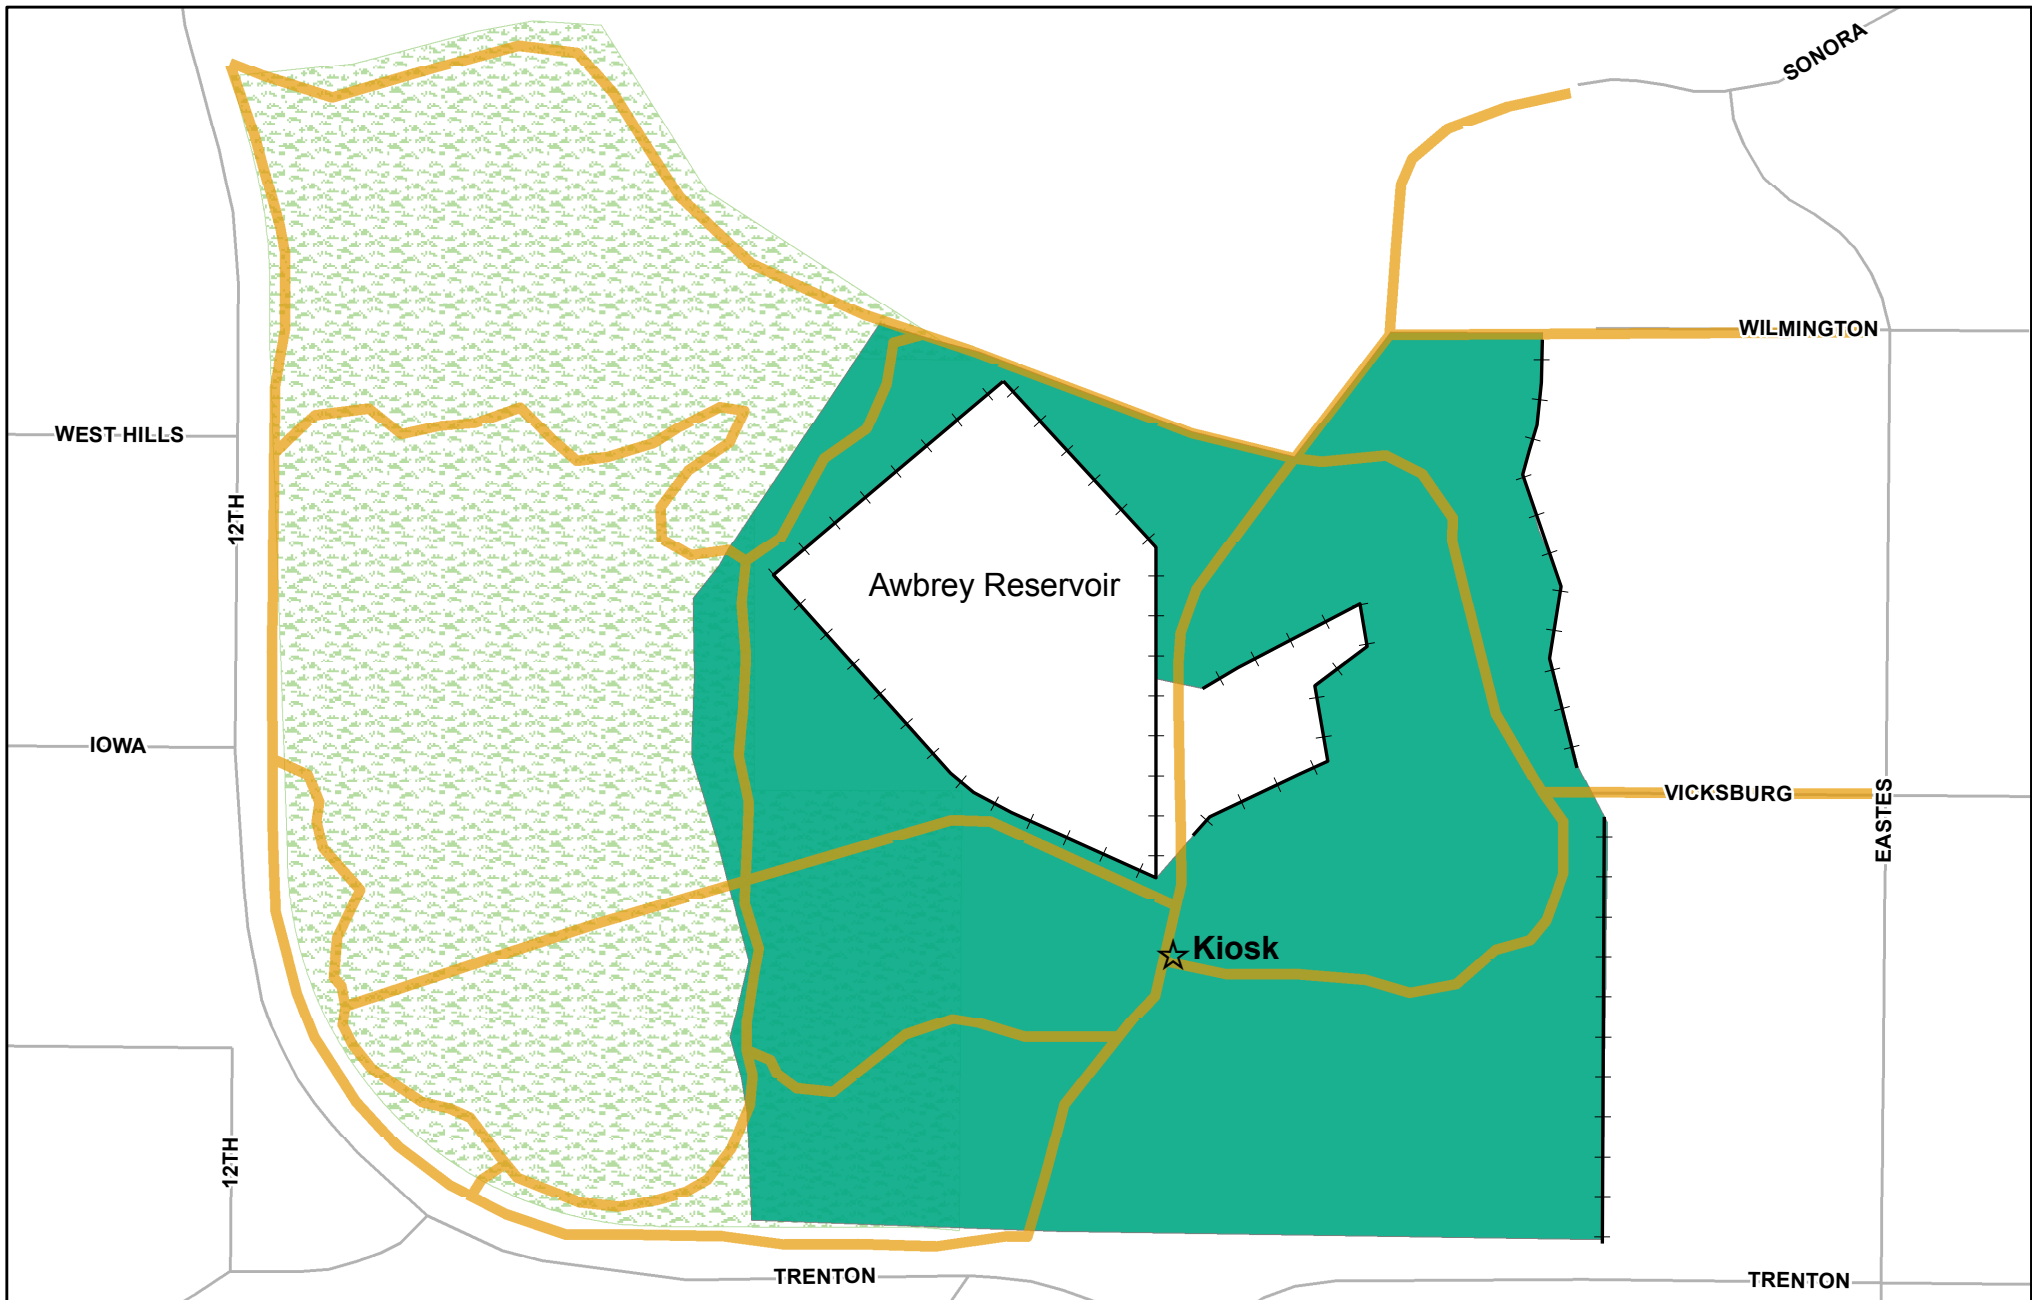 SONORA
WILMINGTON
WEST HILLS
12TH
Awbrey Reservoir
IOWA
VICKSBURG
EASTES
Kiosk
12TH
TRENTON
TRENTON